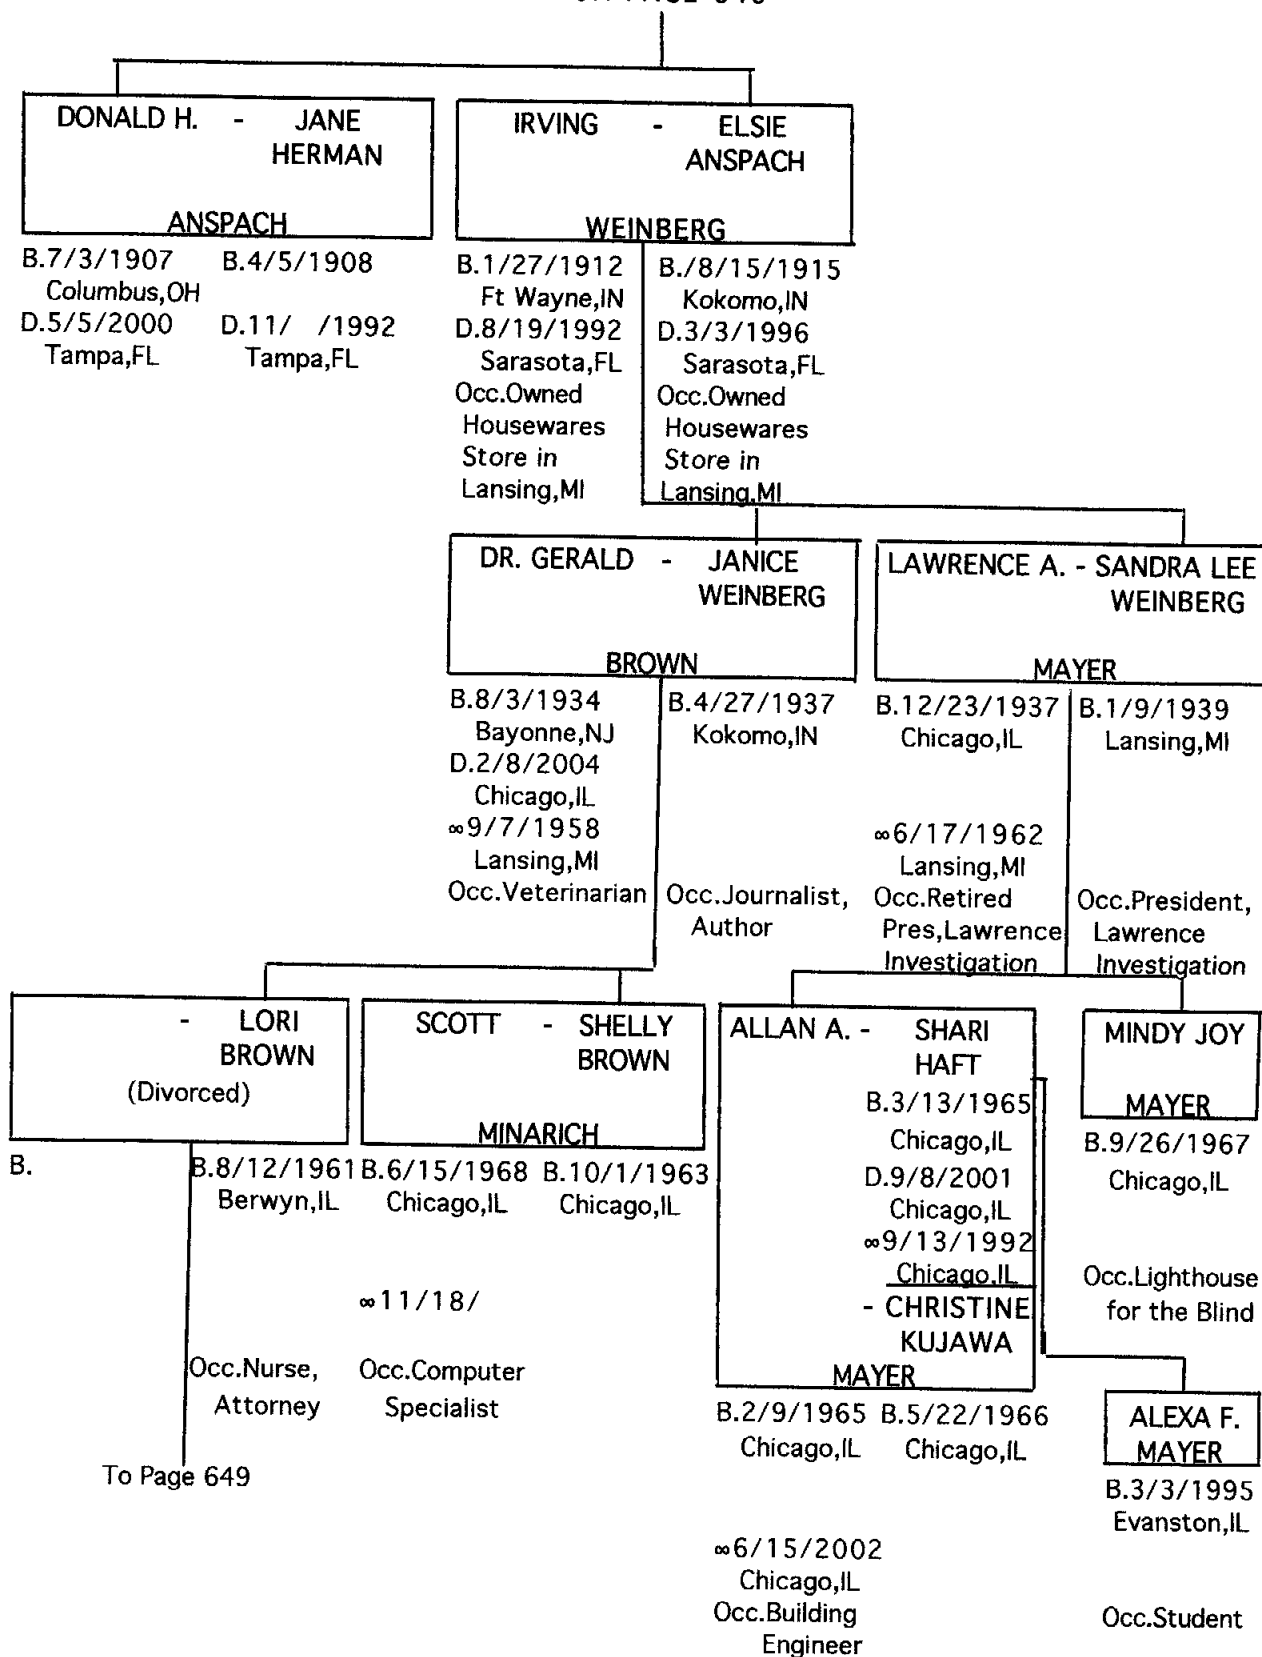 DONALD H. - JANE
HERMAN
ANSPACH
B.7/3/1907 B.4/5/1908
Columbus,OH
D.5/5/2000 D.11/ /1992
Tampa,FL Tampa,FL
IRVING - ELSIE
ANSPACH
WEINBERG
B.1/27/1912 B./8/15/1915
Ft Wayne,IN Kokomo,IN
D.8/19/1992 D.3/3/1996
Sarasota,FL Sarasota,FL
Occ.Owned Occ.Owned
Housewares Housewares
Store in Store in
Lansing,MI Lansing,MI
DR. GERALD - JANICE
WEINBERG
BROWN
B.8/3/1934 B.4/27/1937
Bayonne,NJ Kokomo,IN
D.2/8/2004
Chicago,IL
∞9/7/1958
Lansing,MI
Occ.Veterinarian Occ.Journalist,
Author
LAWRENCE A. - SANDRA LEE
WEINBERG
MAYER
B.12/23/1937 B.1/9/1939
Chicago,IL Lansing,MI
∞6/17/1962
Lansing,MI
Occ.Retired Occ.President,
Pres,Lawrence Lawrence
Investigation Investigation
- LORI
BROWN
(Divorced)
B. B.8/12/1961
Berwyn,IL
Occ.Nurse,
Attorney
To Page 649
SCOTT - SHELLY
BROWN
MINARICH
B.6/15/1968 B.10/1/1963
Chicago,IL Chicago,IL
∞11/18/
Occ.Computer
Specialist
ALLAN A. - SHARI
HAFT
B.3/13/1965
Chicago,IL
D.9/8/2001
Chicago,IL
∞9/13/1992
Chicago,IL
- CHRISTINE
KUJAWA
MAYER
B.2/9/1965 B.5/22/1966
Chicago,IL Chicago,IL
∞6/15/2002
Chicago,IL
Occ.Building
Engineer
MINDY JOY
MAYER
B.9/26/1967
Chicago,IL
Occ.Lighthouse
for the Blind
ALEXA F.
MAYER
B.3/3/1995
Evanston,IL
Occ.Student